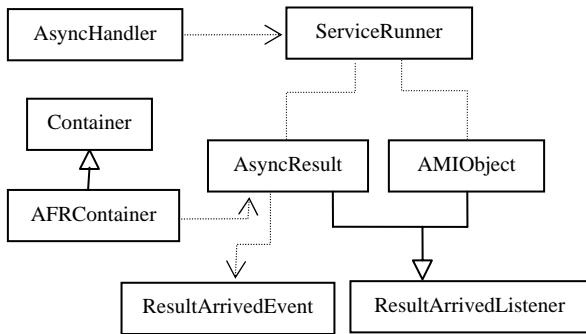 AsyncHandler
ServiceRunner
Container
AsyncResult
AMIObject
AFRContainer
ResultArrivedEvent
ResultArrivedListener